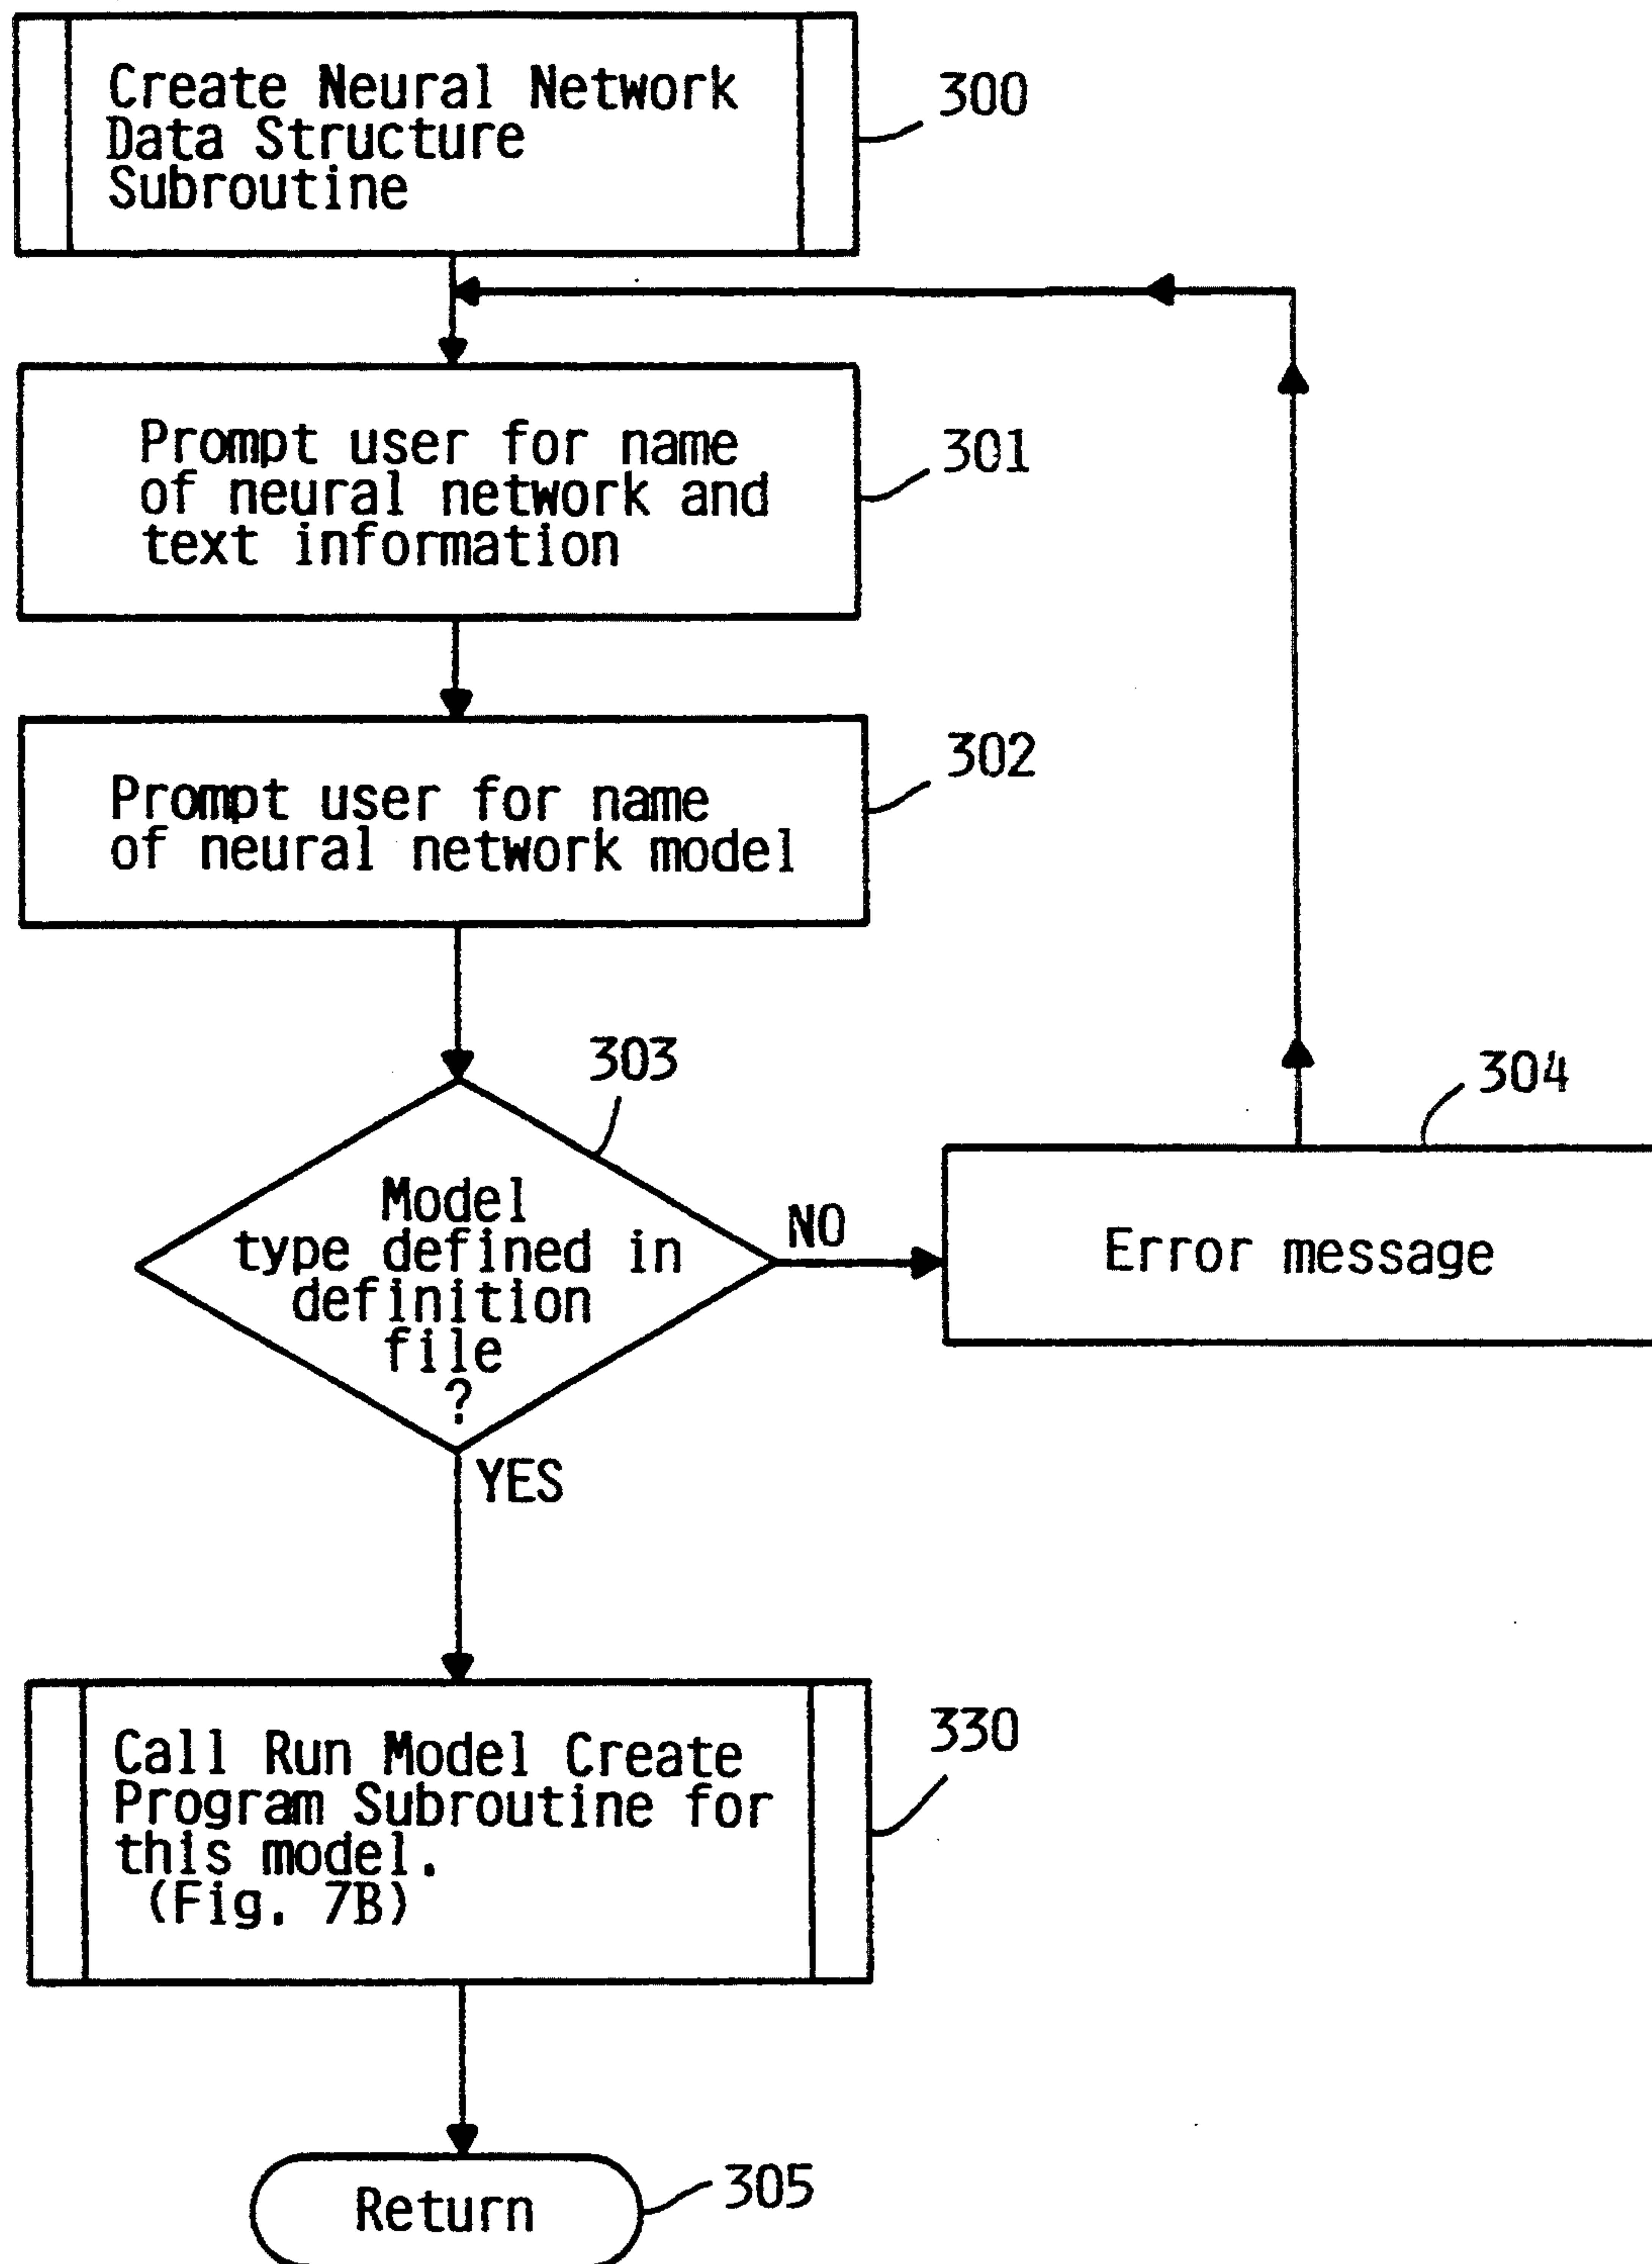 Create Neural Network
Data Structure
Subroutine
300
Prompt user for name
of neural network and
text information
301
Prompt user for name
of neural network model
302
303
Model
type defined in
definition
file
?
NO
YES
304
Error message
Call Run Model Create
Program Subroutine for
this model.
(Fig. 7B)
330
Return
305